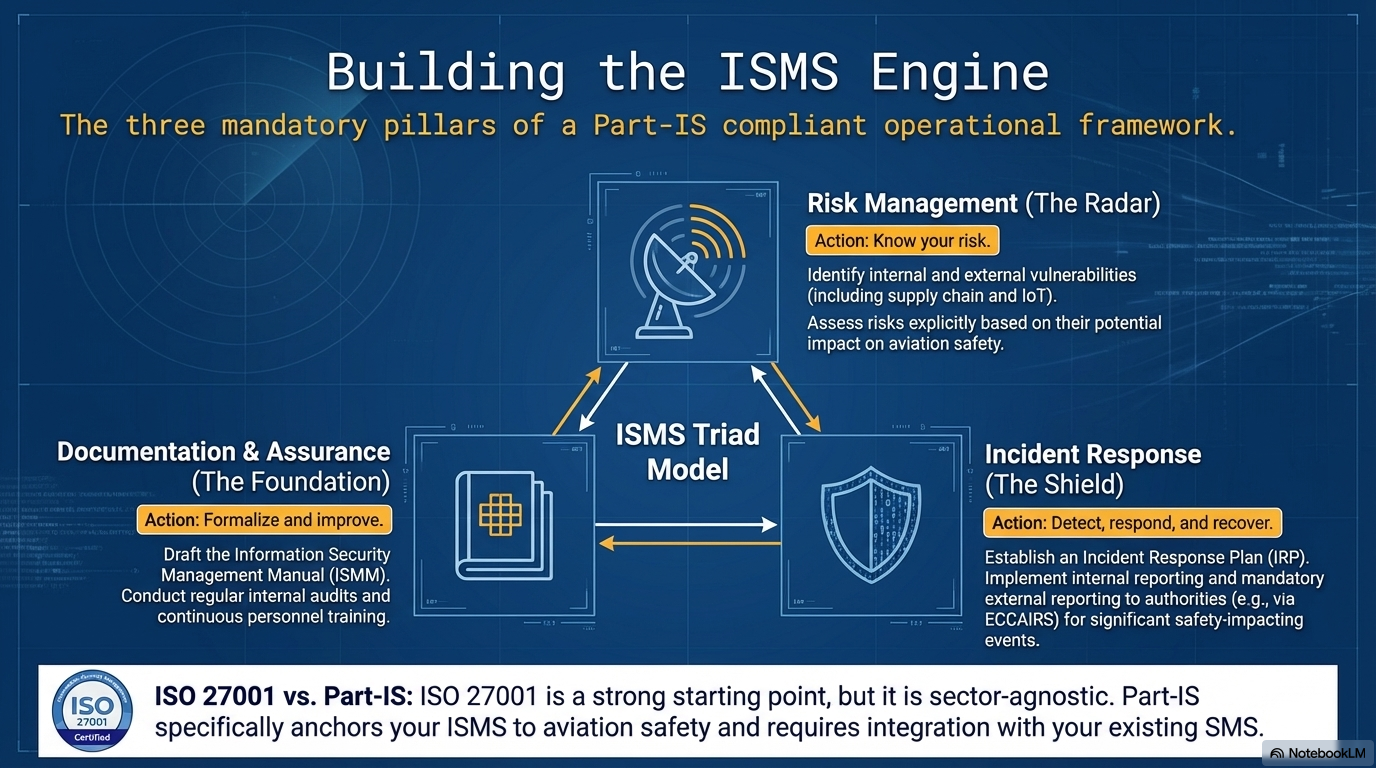 Building the ISMS Engine
The three mandatory pillars of a Part-IS compliant operational framework.
Risk Management (The Radar)
Action: Know your risk.
Identify internal and external vulnerabilities
(including supply chain and IoT).
Assess risks explicitly based on their potential
impact on aviation safety.
ISMS Triad
Model
Documentation & Assurance
(The Foundation)
Action: Formalize and improve.
Draft the Information Security
Management Manual (ISMM).
Conduct regular internal audits and
continuous personnel training.
Incident Response
(The Shield)
Action: Detect, respond, and recover.
Establish an Incident Response Plan (IRP).
Implement internal reporting and mandatory
external reporting to authorities (e.g., via
ECCAIRS) for significant safety-impacting
events.
ISO
27001
Certified
ISO 27001 vs. Part-IS: ISO 27001 is a strong starting point, but it is sector-agnostic. Part-IS
specifically anchors your ISMS to aviation safety and requires integration with your existing SMS.
NotebookLM